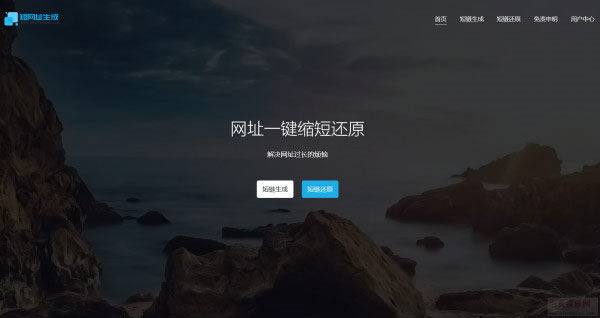 短网址生成
首页 短链生成 短链还原 免责申明 用户中心
网址一键缩短还原
解决网址过长的烦恼
短链生成 短链还原